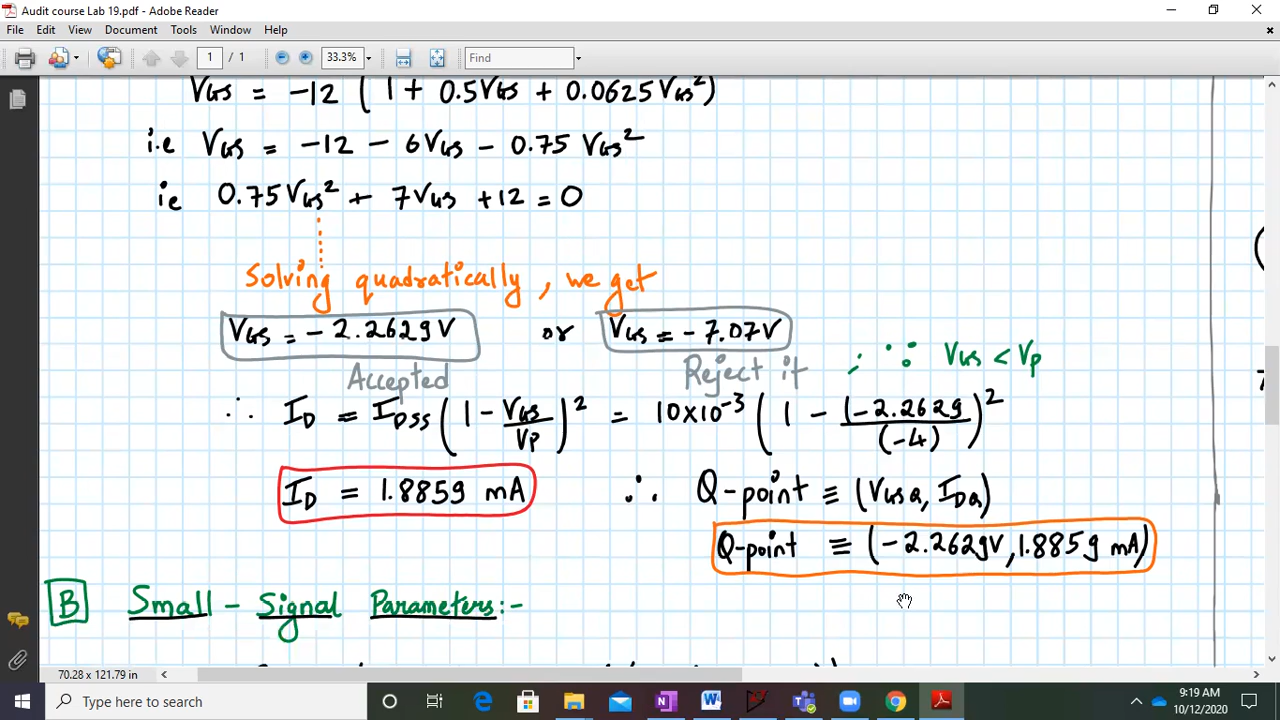 Audit course Lab 19.pdf - Adobe Reader
File Edit View Document Tools Window Help
1 / 1 33.3% Find
VGS = -12 ( 1 + 0.5VGS + 0.0625 VGS²)
i.e VGS = -12 - 6VGS - 0.75 VGS²
ie 0.75VGS² + 7VGS +12 = 0
Solving quadratically, we get
VGS = - 2.2629V or VGS = - 7.07V
Accepted Reject it ∵ VGS < Vp
∴ ID = IDSS ( 1 - VGS/Vp )² = 10×10⁻³ ( 1 - (-2.2629)/(-4) )²
ID = 1.8859 mA ∴ Q-point ≡ (VGSQ, IDQ)
Q-point ≡ (-2.2629V, 1.8859 mA)
B Small - Signal Parameters:-
70.28 x 121.79 in
Type here to search
9:19 AM
10/12/2020